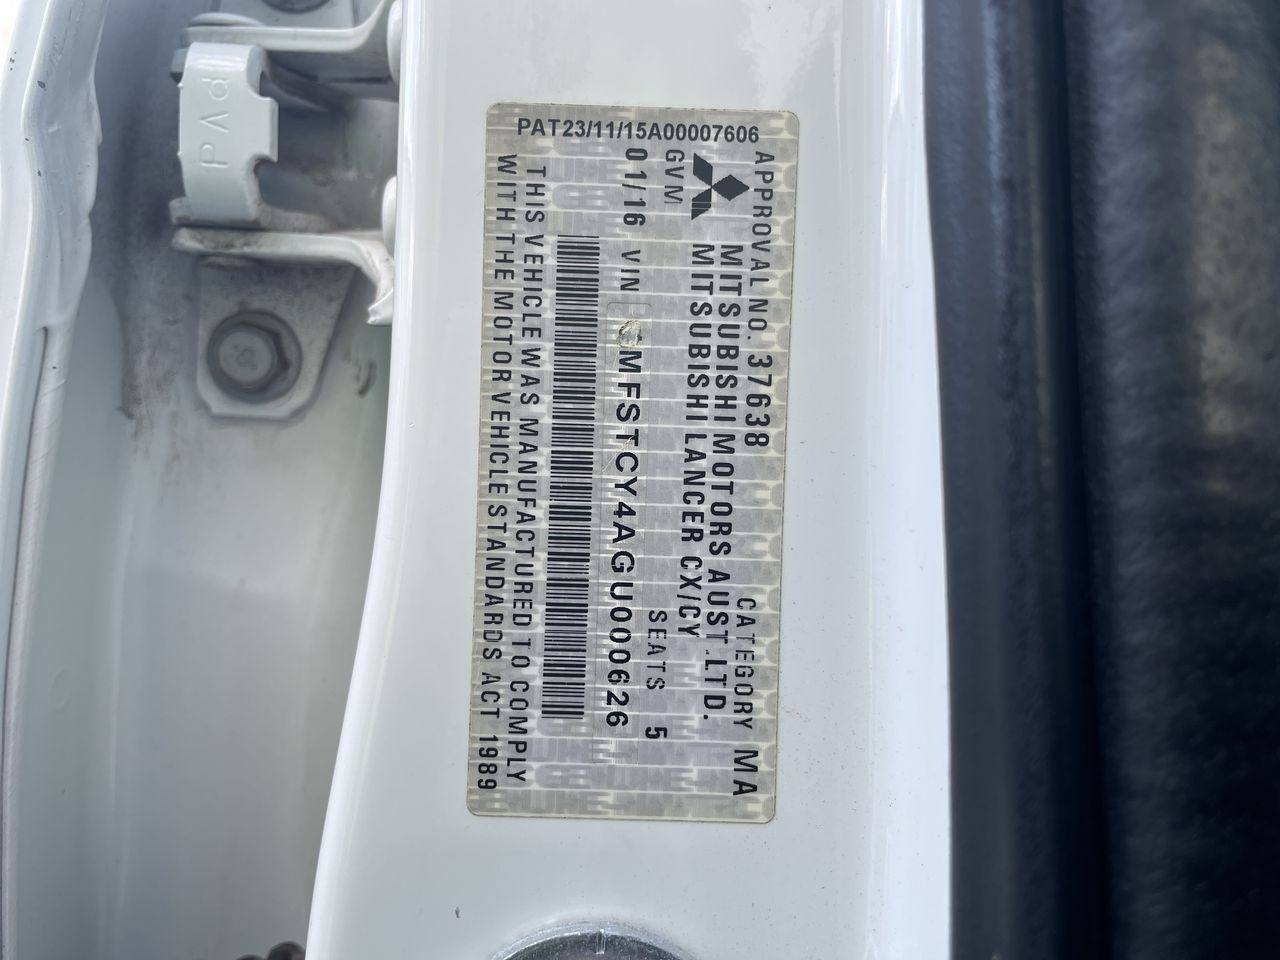 PAT23/11/15A00007606
APPROVAL NO. 37638 CATEGORY MA
MITSUBISHI MOTORS AUST.LTD.
MITSUBISHI LANCER CX/CY
GVM SEATS 5
01/16 VIN MFSTCY4AGU000626
THIS VEHICLE WAS MANUFACTURED TO COMPLY
WITH THE MOTOR VEHICLE STANDARDS ACT 1989